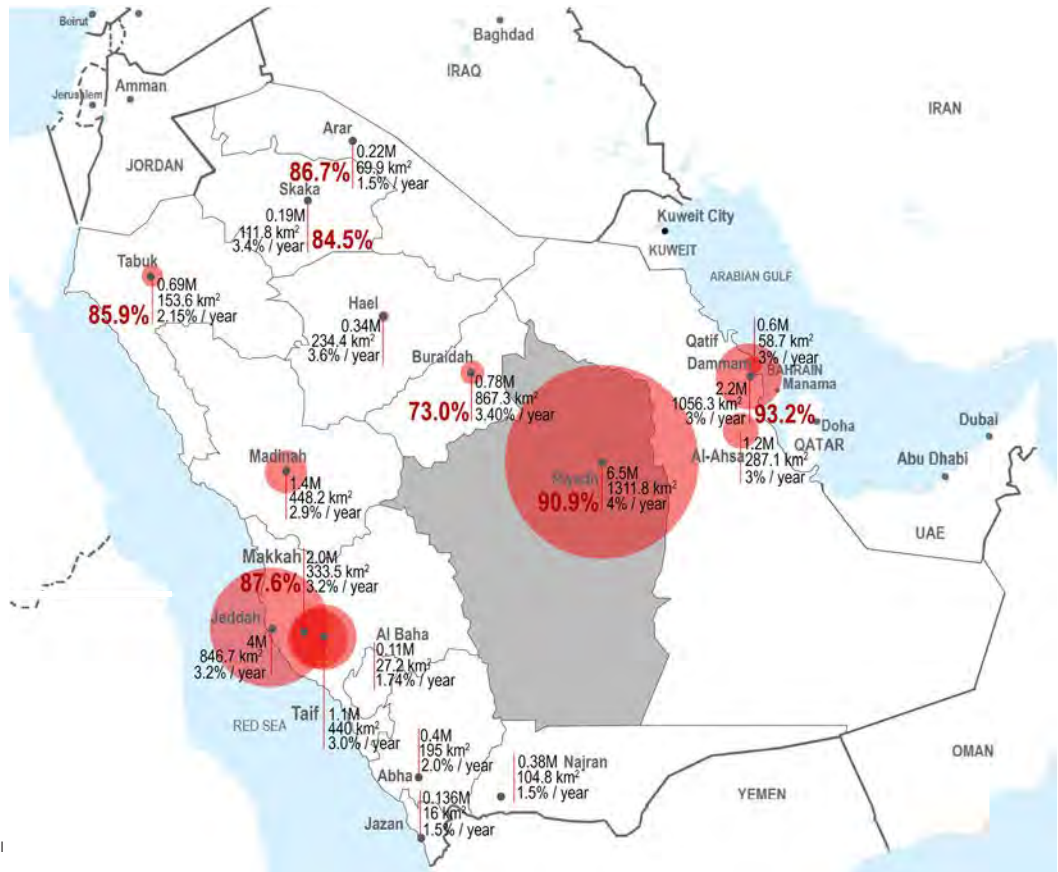 Beirut
Baghdad
IRAQ
IRAN
Jerusalem
Amman
JORDAN
Arar
0.22M
86.7%
69.9 km²
1.5% / year
Skaka
0.19M
111.8 km²
3.4% / year
84.5%
Kuweit City
KUWEIT
ARABIAN GULF
Tabuk
0.69M
153.6 km²
2.15% / year
85.9%
Hael
0.34M
234.4 km²
3.6% / year
Buraidah
0.78M
867.3 km²
3.40% / year
73.0%
0.6M
58.7 km²
3% / year
Qatif
Dammam
BAHRAIN
Manama
2.2M
1056.3 km²
3% / year
93.2%
Doha
QATAR
Dubai
Abu Dhabi
UAE
Al-Ahsa
1.2M
287.1 km²
3% / year
Riyadh
6.5M
1311.8 km²
4% / year
90.9%
Madinah
1.4M
448.2 km²
2.9% / year
Makkah
2.0M
333.5 km²
3.2% / year
87.6%
Jeddah
4M
846.7 km²
3.2% / year
Al Baha
0.11M
27.2 km²
1.74% / year
RED SEA
Taif
1.1M
440 km²
3.0% / year
0.4M
195 km²
2.0% / year
Abha
0.136M
16 km²
1.5% / year
Jazan
0.38M
Najran
104.8 km²
1.5% / year
YEMEN
OMAN